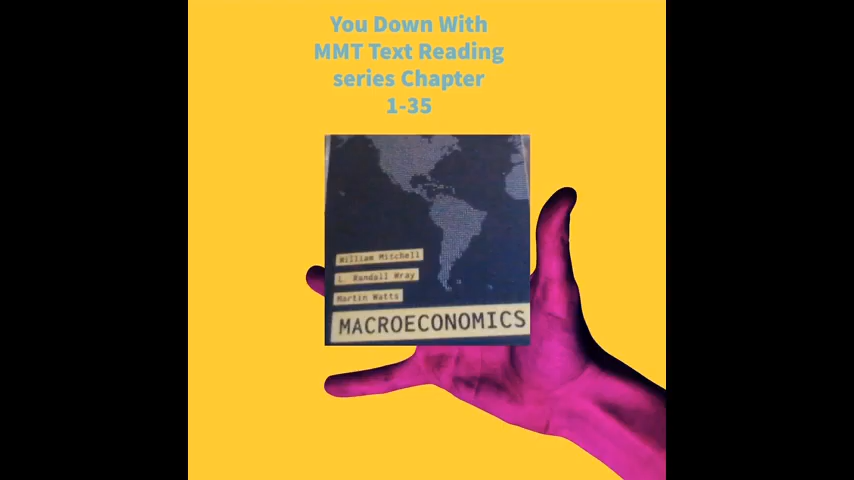 You Down With
MMT Text Reading
series Chapter
1-35
William Mitchell
L. Randall Wray
Martin Watts
MACROECONOMICS